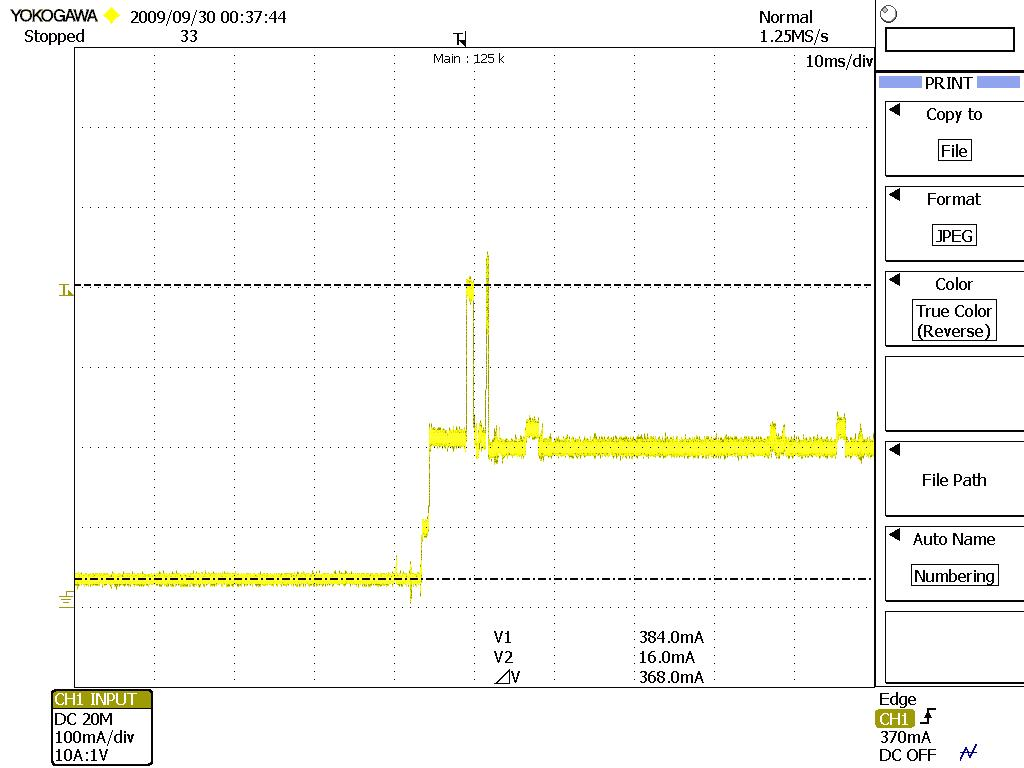 YOKOGAWA 2009/09/30 00:37:44 Normal
Stopped 33 1.25MS/s
T
Main : 125 k 10ms/div
PRINT
Copy to
File
Format
JPEG
Color
True Color
(Reverse)
File Path
Auto Name
Numbering
T
V1 384.0mA
V2 16.0mA
⊿V 368.0mA
CH1 INPUT
DC 20M
100mA/div
10A:1V
Edge
CH1
370mA
DC OFF